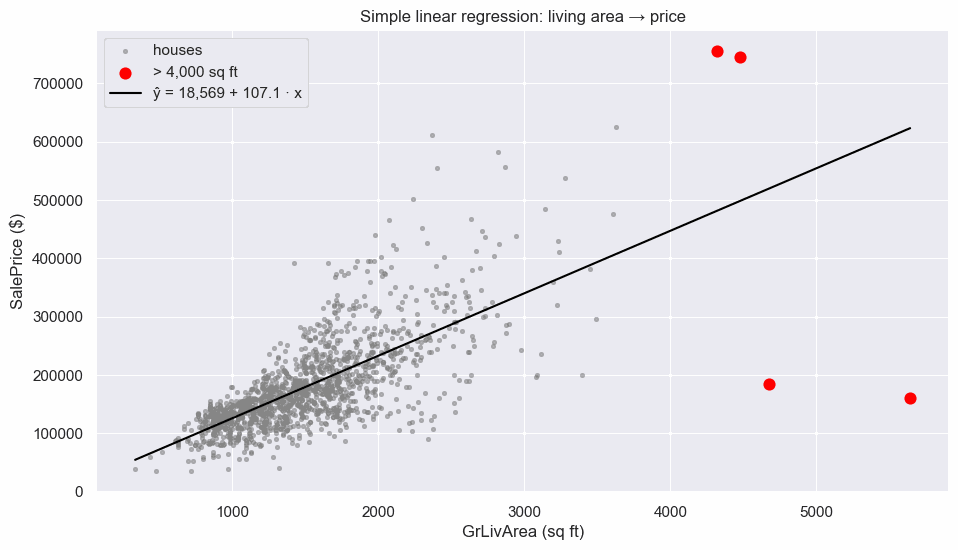 Simple linear regression: living area → price
houses
> 4,000 sq ft
ŷ = 18,569 + 107.1 · x
SalePrice ($)
700000
600000
500000
400000
300000
200000
100000
0
1000 2000 3000 4000 5000
GrLivArea (sq ft)